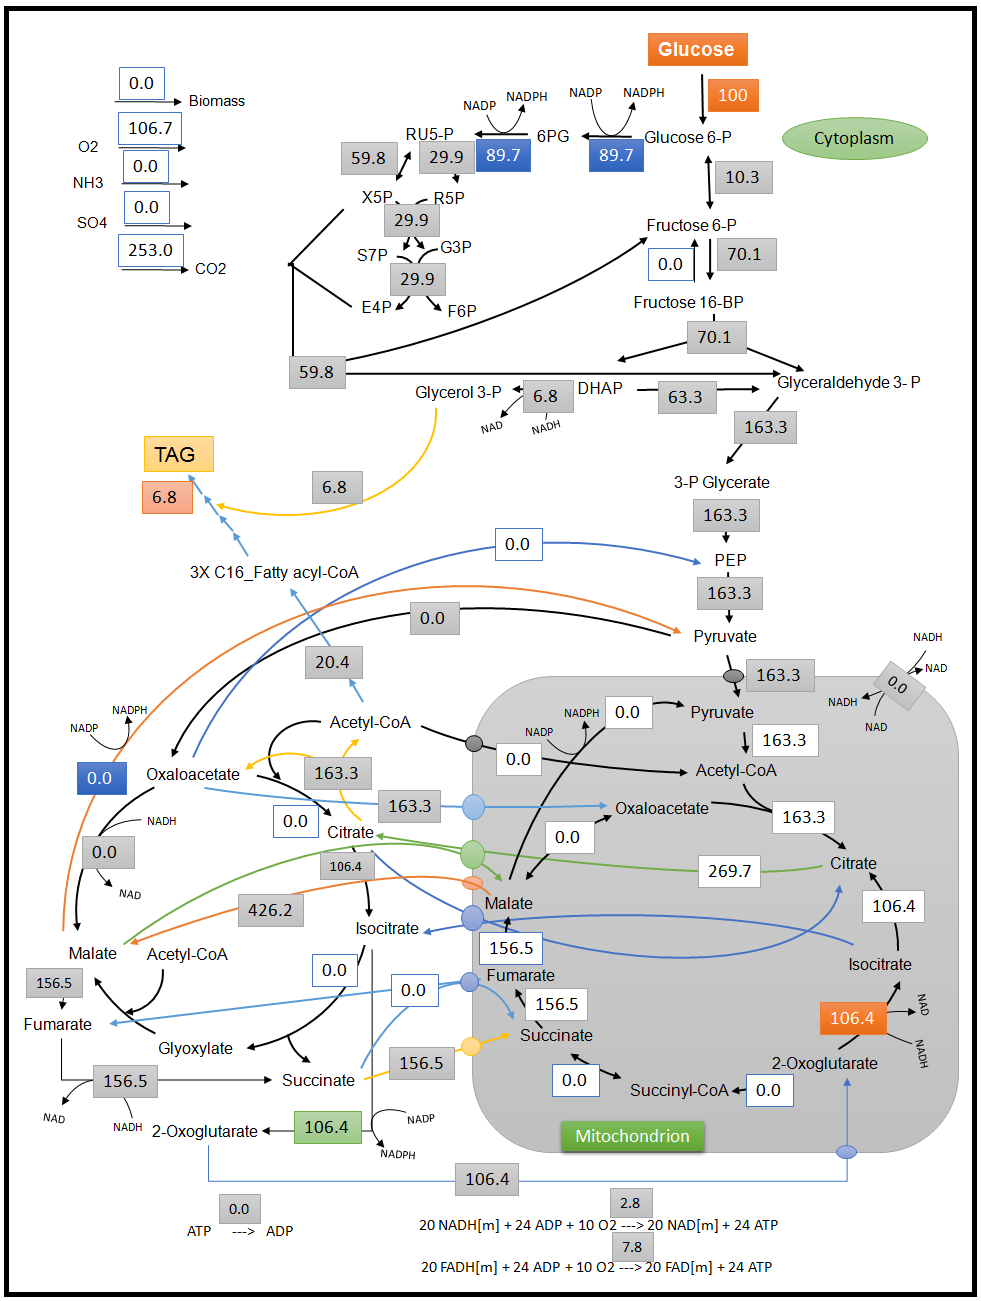 Glucose
0.0
Biomass
100
NADP
NADPH
NADP
NADPH
106.7
O2
RU5-P
6PG
Glucose 6-P
Cytoplasm
59.8
29.9
89.7
89.7
0.0
NH3
10.3
X5P
R5P
0.0
SO4
29.9
Fructose 6-P
253.0
CO2
S7P
G3P
0.0
70.1
29.9
E4P
F6P
Fructose 16-BP
70.1
59.8
Glycerol 3-P
6.8
DHAP
63.3
Glyceraldehyde 3- P
NAD
NADH
163.3
TAG
6.8
6.8
3-P Glycerate
163.3
0.0
PEP
3X C16_Fatty acyl-CoA
163.3
0.0
Pyruvate
NADH
NAD
20.4
163.3
0.0
NADH
NAD
NADPH
NADP
Acetyl-CoA
NADPH
NADP
0.0
Pyruvate
163.3
0.0
Oxaloacetate
163.3
0.0
Acetyl-CoA
163.3
Oxaloacetate
163.3
NADH
0.0
Citrate
0.0
0.0
NAD
106.4
269.7
Citrate
426.2
Malate
106.4
Isocitrate
Malate
Acetyl-CoA
156.5
0.0
Fumarate
Isocitrate
156.5
0.0
156.5
NAD
Fumarate
Glyoxylate
Succinate
106.4
NADH
156.5
2-Oxoglutarate
156.5
Succinate
0.0
Succinyl-CoA
0.0
NAD
NADH
2-Oxoglutarate
106.4
NADP
NADPH
Mitochondrion
106.4
0.0
ATP ---> ADP
2.8
20 NADH[m] + 24 ADP + 10 O2 ---> 20 NAD[m] + 24 ATP
7.8
20 FADH[m] + 24 ADP + 10 O2 ---> 20 FAD[m] + 24 ATP